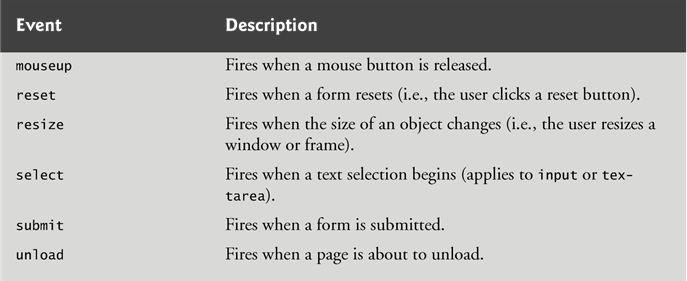 Event Description
mouseup Fires when a mouse button is released.
reset Fires when a form resets (i.e., the user clicks a reset button).
resize Fires when the size of an object changes (i.e., the user resizes a
window or frame).
select Fires when a text selection begins (applies to input or tex-
tarea).
submit Fires when a form is submitted.
unload Fires when a page is about to unload.